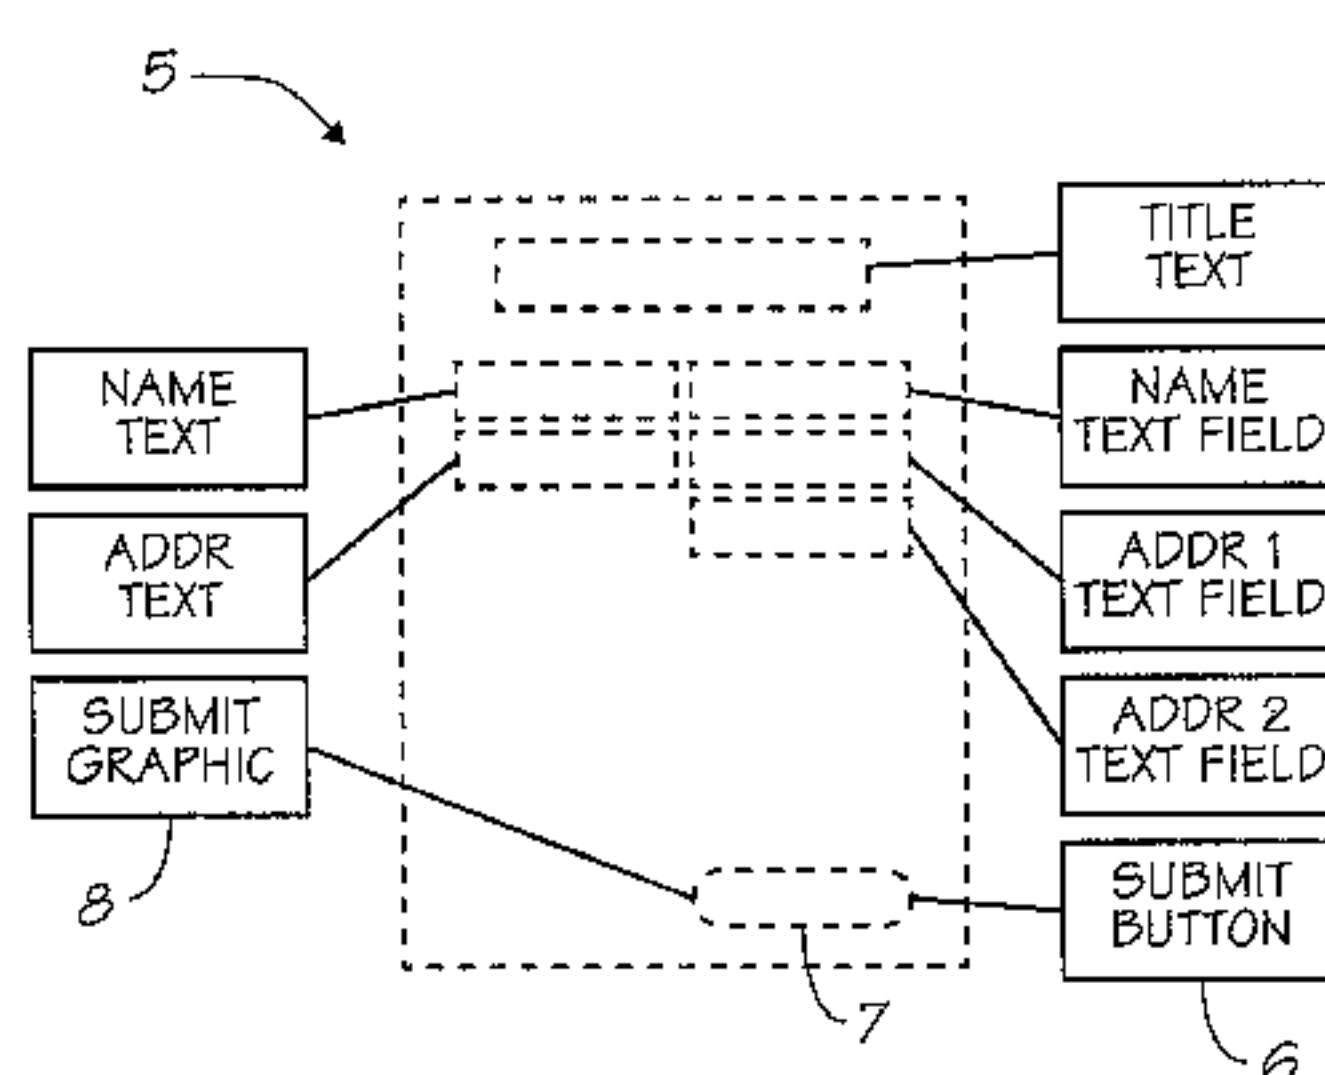 5
TITLE
TEXT
NAME
TEXT
NAME
TEXT FIELD
ADDR
TEXT
ADDR 1
TEXT FIELD
SUBMIT
GRAPHIC
ADDR 2
TEXT FIELD
8
SUBMIT
BUTTON
7
6